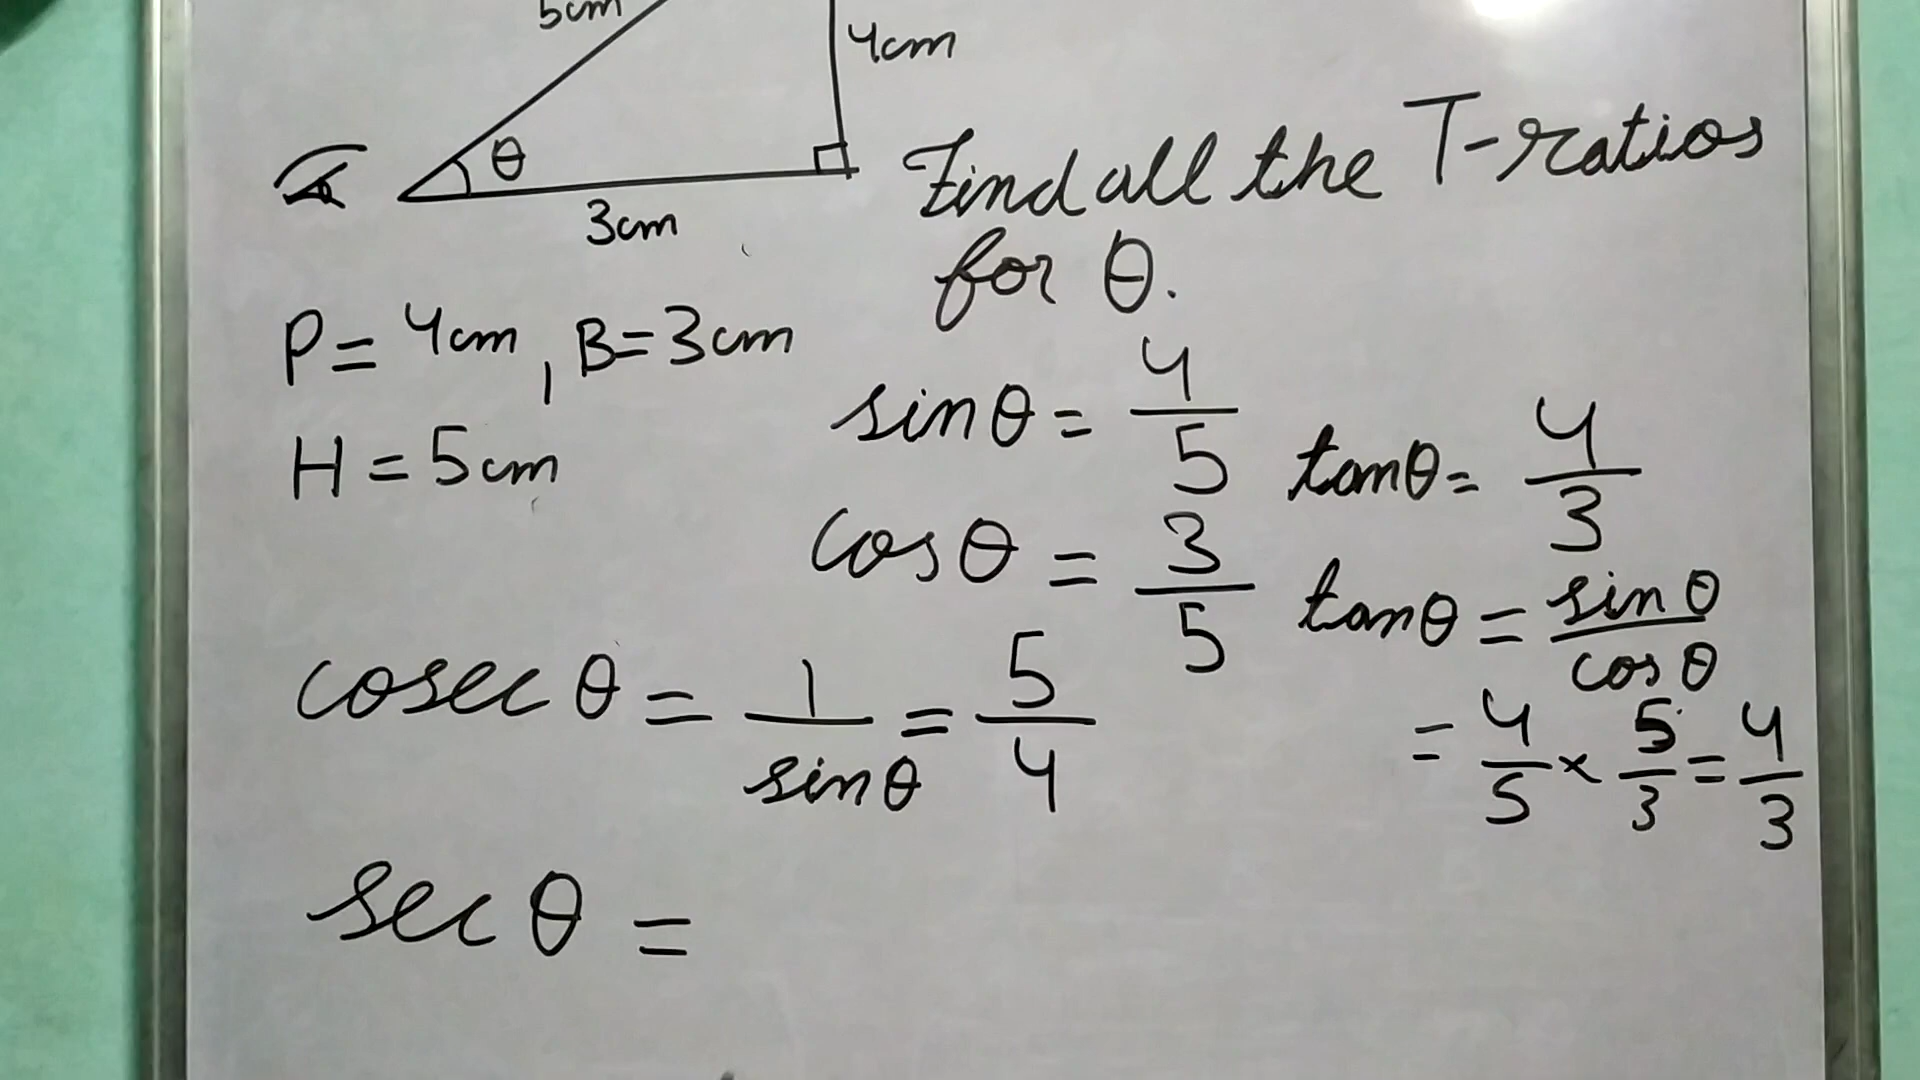 5cm
4cm
θ
3cm
Find all the T-ratios
for θ.
P = 4cm, B = 3cm
H = 5cm
sinθ = 4/5
cosθ = 3/5
tanθ = 4/3
tanθ = sinθ/cosθ
= 4/5 × 5/3 = 4/3
cosecθ = 1/sinθ = 5/4
secθ =